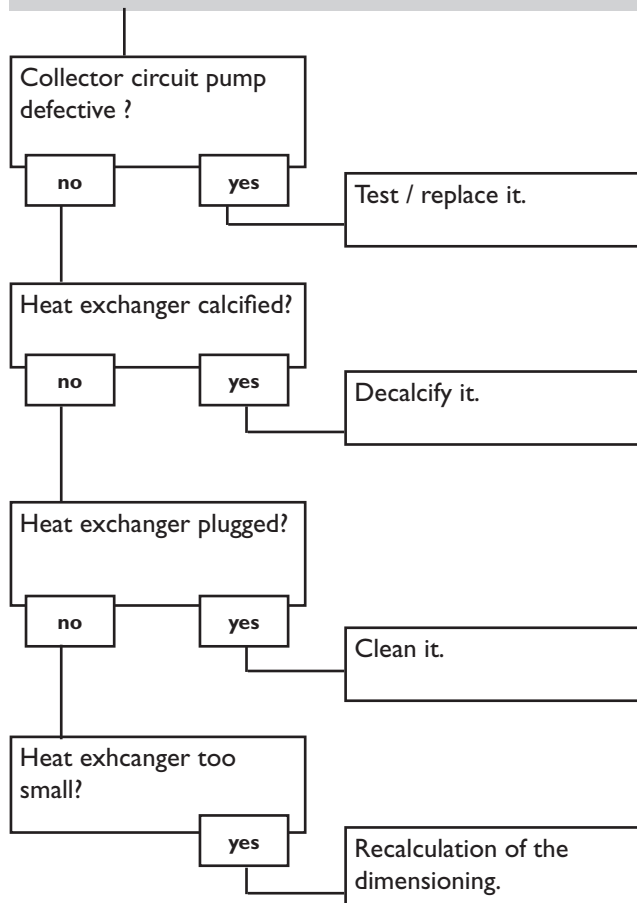 Collector circuit pump
defective ?
no
yes
Test / replace it.
Heat exchanger calcified?
no
yes
Decalcify it.
Heat exchanger plugged?
no
yes
Clean it.
Heat exhcanger too
small?
yes
Recalculation of the
dimensioning.